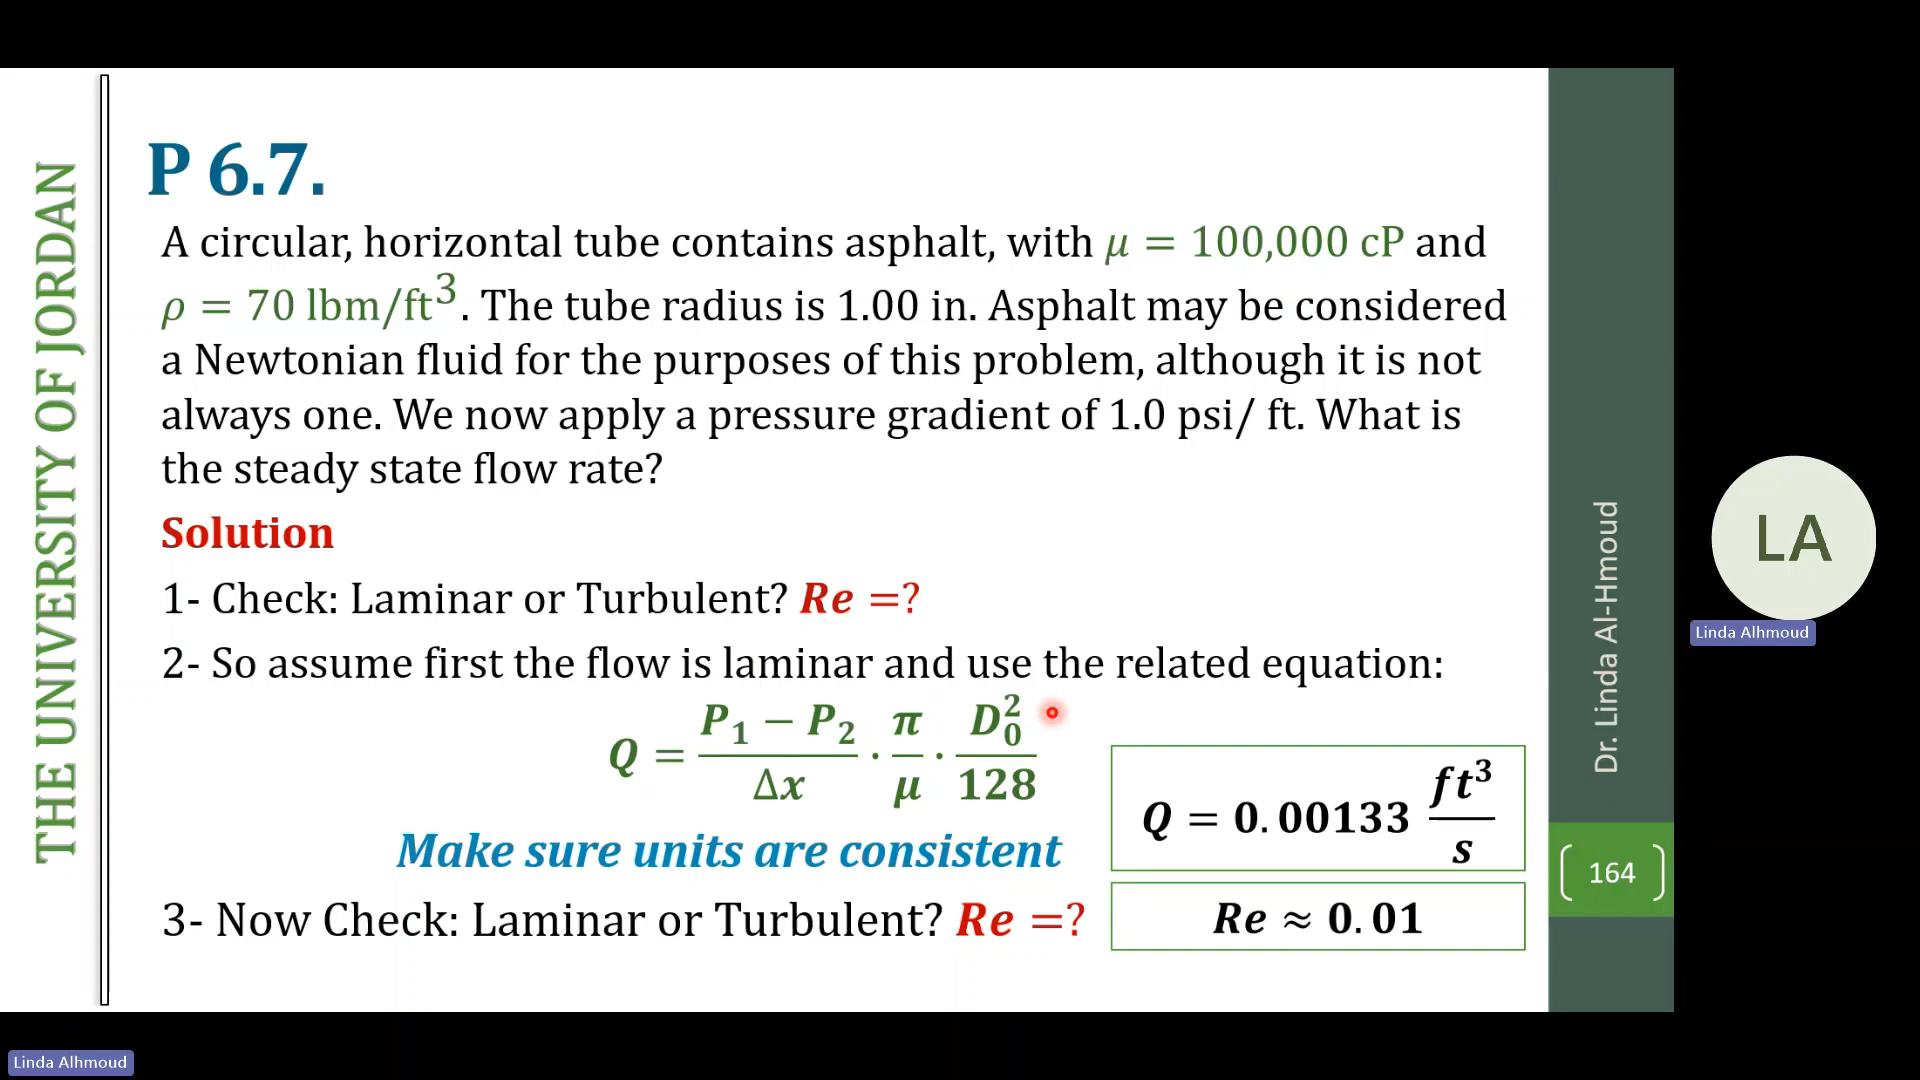 THE UNIVERSITY OF JORDAN
P 6.7.
A circular, horizontal tube contains asphalt, with μ = 100,000 cP and
ρ = 70 lbm/ft³. The tube radius is 1.00 in. Asphalt may be considered
a Newtonian fluid for the purposes of this problem, although it is not
always one. We now apply a pressure gradient of 1.0 psi/ ft. What is
the steady state flow rate?
Solution
1- Check: Laminar or Turbulent? Re =?
2- So assume first the flow is laminar and use the related equation:
Q = (P₁ − P₂)/Δx · π/μ · D₀²/128
Make sure units are consistent
Q = 0.00133 ft³/s
3- Now Check: Laminar or Turbulent? Re =?
Re ≈ 0.01
Dr. Linda Al-Hmoud
164
LA
Linda Alhmoud
Linda Alhmoud